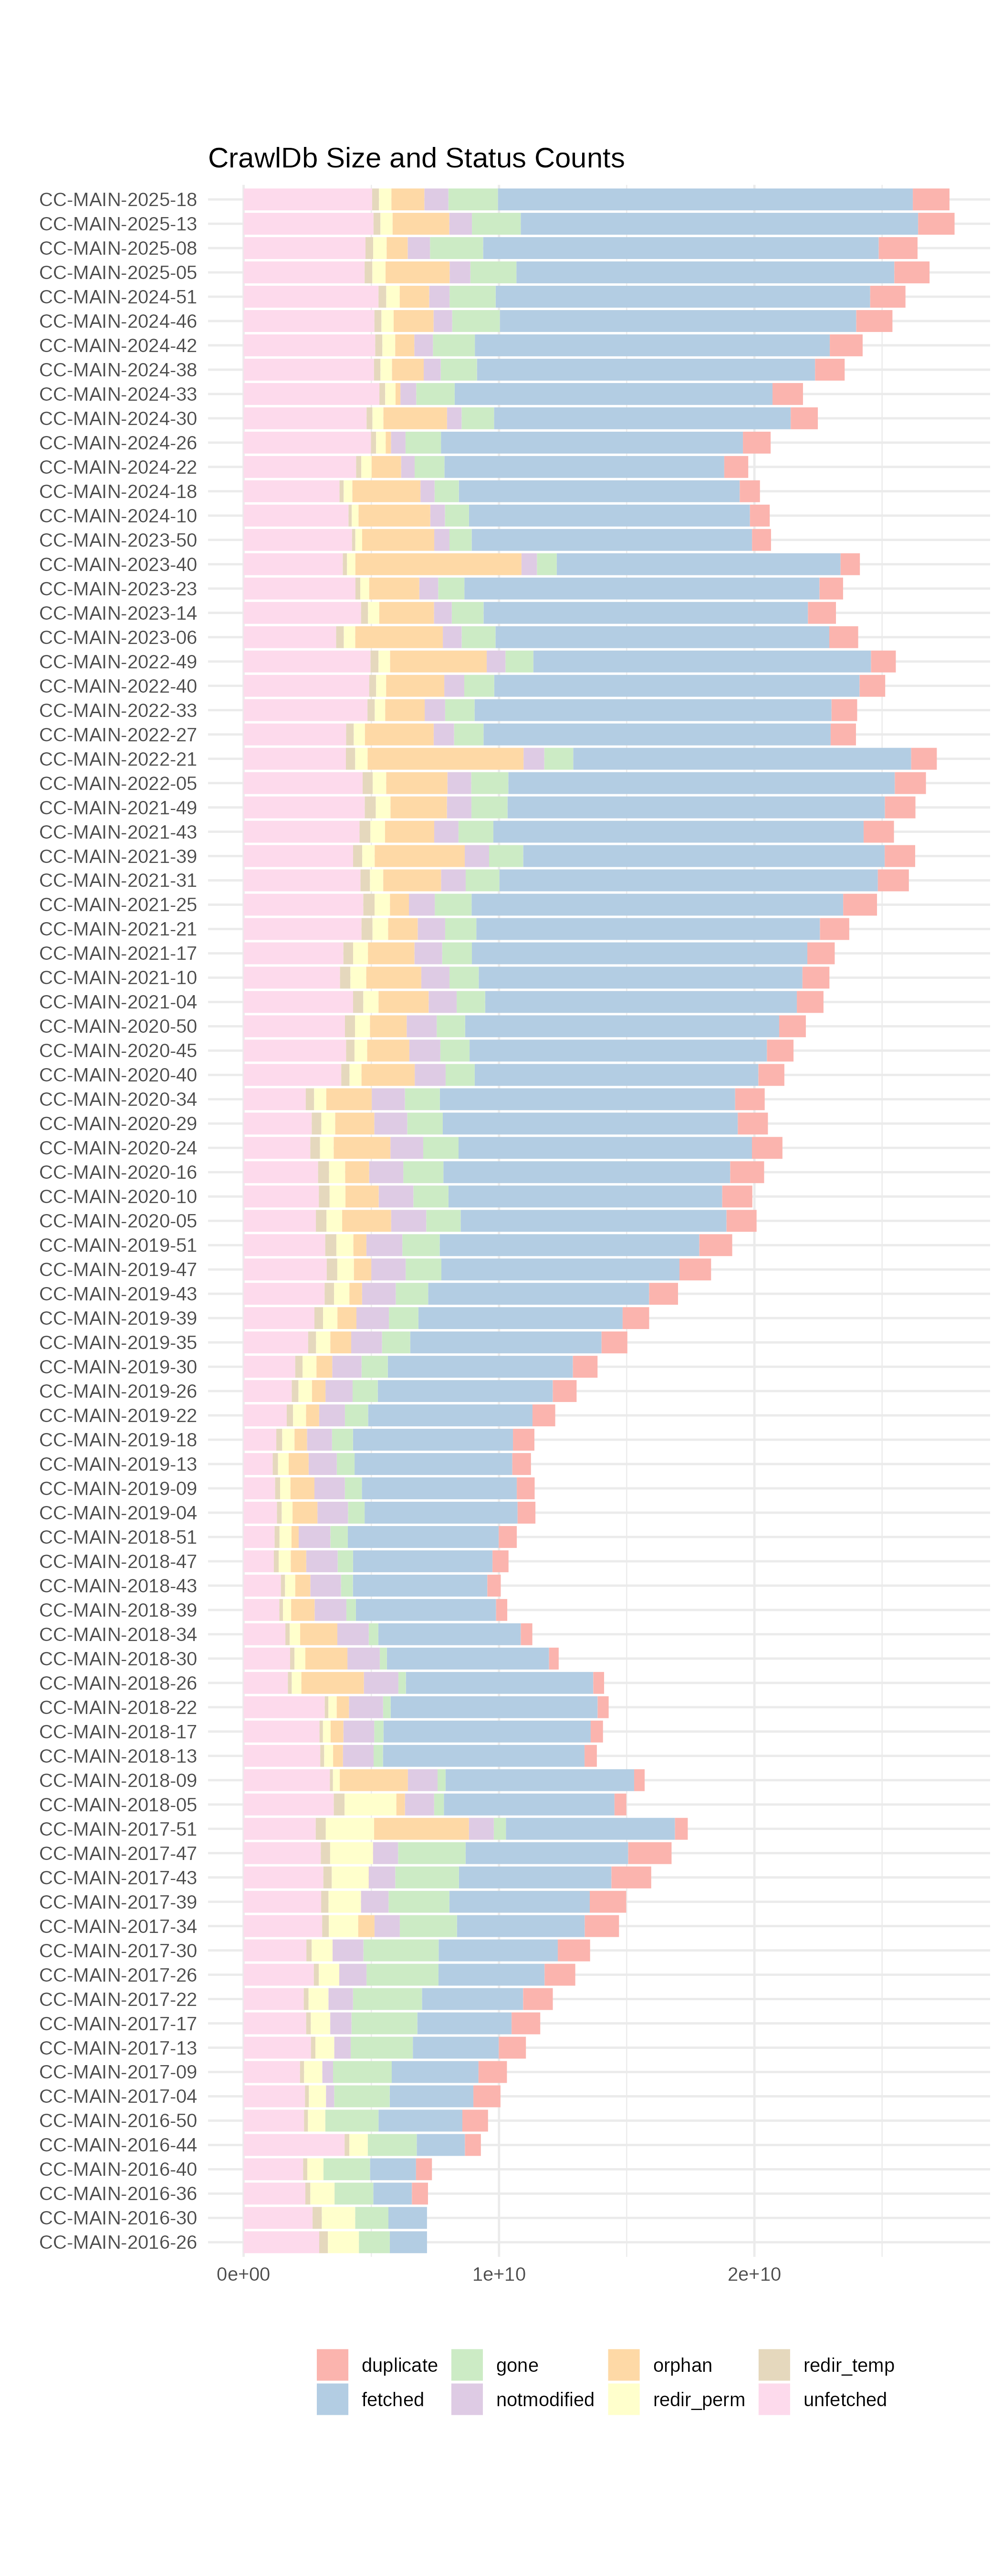 CrawlDb Size and Status Counts
CC-MAIN-2025-18
CC-MAIN-2025-13
CC-MAIN-2025-08
CC-MAIN-2025-05
CC-MAIN-2024-51
CC-MAIN-2024-46
CC-MAIN-2024-42
CC-MAIN-2024-38
CC-MAIN-2024-33
CC-MAIN-2024-30
CC-MAIN-2024-26
CC-MAIN-2024-22
CC-MAIN-2024-18
CC-MAIN-2024-10
CC-MAIN-2023-50
CC-MAIN-2023-40
CC-MAIN-2023-23
CC-MAIN-2023-14
CC-MAIN-2023-06
CC-MAIN-2022-49
CC-MAIN-2022-40
CC-MAIN-2022-33
CC-MAIN-2022-27
CC-MAIN-2022-21
CC-MAIN-2022-05
CC-MAIN-2021-49
CC-MAIN-2021-43
CC-MAIN-2021-39
CC-MAIN-2021-31
CC-MAIN-2021-25
CC-MAIN-2021-21
CC-MAIN-2021-17
CC-MAIN-2021-10
CC-MAIN-2021-04
CC-MAIN-2020-50
CC-MAIN-2020-45
CC-MAIN-2020-40
CC-MAIN-2020-34
CC-MAIN-2020-29
CC-MAIN-2020-24
CC-MAIN-2020-16
CC-MAIN-2020-10
CC-MAIN-2020-05
CC-MAIN-2019-51
CC-MAIN-2019-47
CC-MAIN-2019-43
CC-MAIN-2019-39
CC-MAIN-2019-35
CC-MAIN-2019-30
CC-MAIN-2019-26
CC-MAIN-2019-22
CC-MAIN-2019-18
CC-MAIN-2019-13
CC-MAIN-2019-09
CC-MAIN-2019-04
CC-MAIN-2018-51
CC-MAIN-2018-47
CC-MAIN-2018-43
CC-MAIN-2018-39
CC-MAIN-2018-34
CC-MAIN-2018-30
CC-MAIN-2018-26
CC-MAIN-2018-22
CC-MAIN-2018-17
CC-MAIN-2018-13
CC-MAIN-2018-09
CC-MAIN-2018-05
CC-MAIN-2017-51
CC-MAIN-2017-47
CC-MAIN-2017-43
CC-MAIN-2017-39
CC-MAIN-2017-34
CC-MAIN-2017-30
CC-MAIN-2017-26
CC-MAIN-2017-22
CC-MAIN-2017-17
CC-MAIN-2017-13
CC-MAIN-2017-09
CC-MAIN-2017-04
CC-MAIN-2016-50
CC-MAIN-2016-44
CC-MAIN-2016-40
CC-MAIN-2016-36
CC-MAIN-2016-30
CC-MAIN-2016-26
0e+00 1e+10 2e+10
duplicate gone orphan redir_temp
fetched notmodified redir_perm unfetched